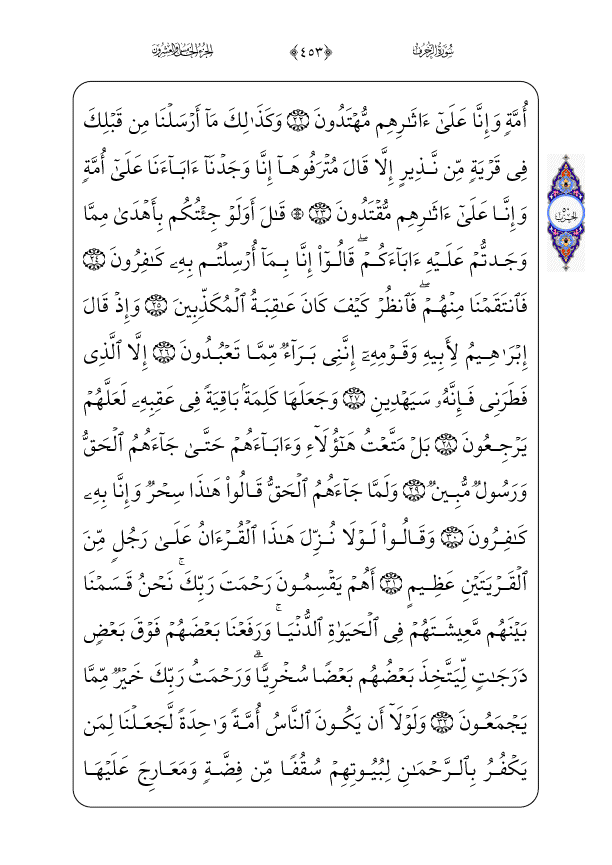 سُورَةُ الزُّخْرُفِ ﴿٤٥٣﴾ الجُزْءُ الخَامِسُ وَالعِشْرُونَ
أُمَّةٍ وَإِنَّا عَلَىٰٓ ءَاثَٰرِهِم مُّهْتَدُونَ ٢٢ وَكَذَٰلِكَ مَآ أَرْسَلْنَا مِن قَبْلِكَ
فِى قَرْيَةٍ مِّن نَّذِيرٍ إِلَّا قَالَ مُتْرَفُوهَآ إِنَّا وَجَدْنَآ ءَابَآءَنَا عَلَىٰٓ أُمَّةٍ
وَإِنَّا عَلَىٰٓ ءَاثَٰرِهِم مُّقْتَدُونَ ٢٣ ۞ قَٰلَ أَوَلَوْ جِئْتُكُم بِأَهْدَىٰ مِمَّا
وَجَدتُّمْ عَلَيْهِ ءَابَآءَكُمْ ۖ قَالُوٓا۟ إِنَّا بِمَآ أُرْسِلْتُم بِهِۦ كَٰفِرُونَ ٢٤
فَٱنتَقَمْنَا مِنْهُمْ ۖ فَٱنظُرْ كَيْفَ كَانَ عَٰقِبَةُ ٱلْمُكَذِّبِينَ ٢٥ وَإِذْ قَالَ
إِبْرَٰهِيمُ لِأَبِيهِ وَقَوْمِهِۦٓ إِنَّنِى بَرَآءٌ مِّمَّا تَعْبُدُونَ ٢٦ إِلَّا ٱلَّذِى
فَطَرَنِى فَإِنَّهُۥ سَيَهْدِينِ ٢٧ وَجَعَلَهَا كَلِمَةًۢ بَاقِيَةً فِى عَقِبِهِۦ لَعَلَّهُمْ
يَرْجِعُونَ ٢٨ بَلْ مَتَّعْتُ هَٰٓؤُلَآءِ وَءَابَآءَهُمْ حَتَّىٰ جَآءَهُمُ ٱلْحَقُّ
وَرَسُولٌ مُّبِينٌ ٢٩ وَلَمَّا جَآءَهُمُ ٱلْحَقُّ قَالُوا۟ هَٰذَا سِحْرٌ وَإِنَّا بِهِۦ
كَٰفِرُونَ ٣٠ وَقَالُوا۟ لَوْلَا نُزِّلَ هَٰذَا ٱلْقُرْءَانُ عَلَىٰ رَجُلٍ مِّنَ
ٱلْقَرْيَتَيْنِ عَظِيمٍ ٣١ أَهُمْ يَقْسِمُونَ رَحْمَتَ رَبِّكَ ۚ نَحْنُ قَسَمْنَا
بَيْنَهُم مَّعِيشَتَهُمْ فِى ٱلْحَيَوٰةِ ٱلدُّنْيَا ۚ وَرَفَعْنَا بَعْضَهُمْ فَوْقَ بَعْضٍ
دَرَجَٰتٍ لِّيَتَّخِذَ بَعْضُهُم بَعْضًا سُخْرِيًّا ۗ وَرَحْمَتُ رَبِّكَ خَيْرٌ مِّمَّا
يَجْمَعُونَ ٣٢ وَلَوْلَآ أَن يَكُونَ ٱلنَّاسُ أُمَّةً وَٰحِدَةً لَّجَعَلْنَا لِمَن
يَكْفُرُ بِٱلرَّحْمَٰنِ لِبُيُوتِهِمْ سُقُفًا مِّن فِضَّةٍ وَمَعَارِجَ عَلَيْهَا